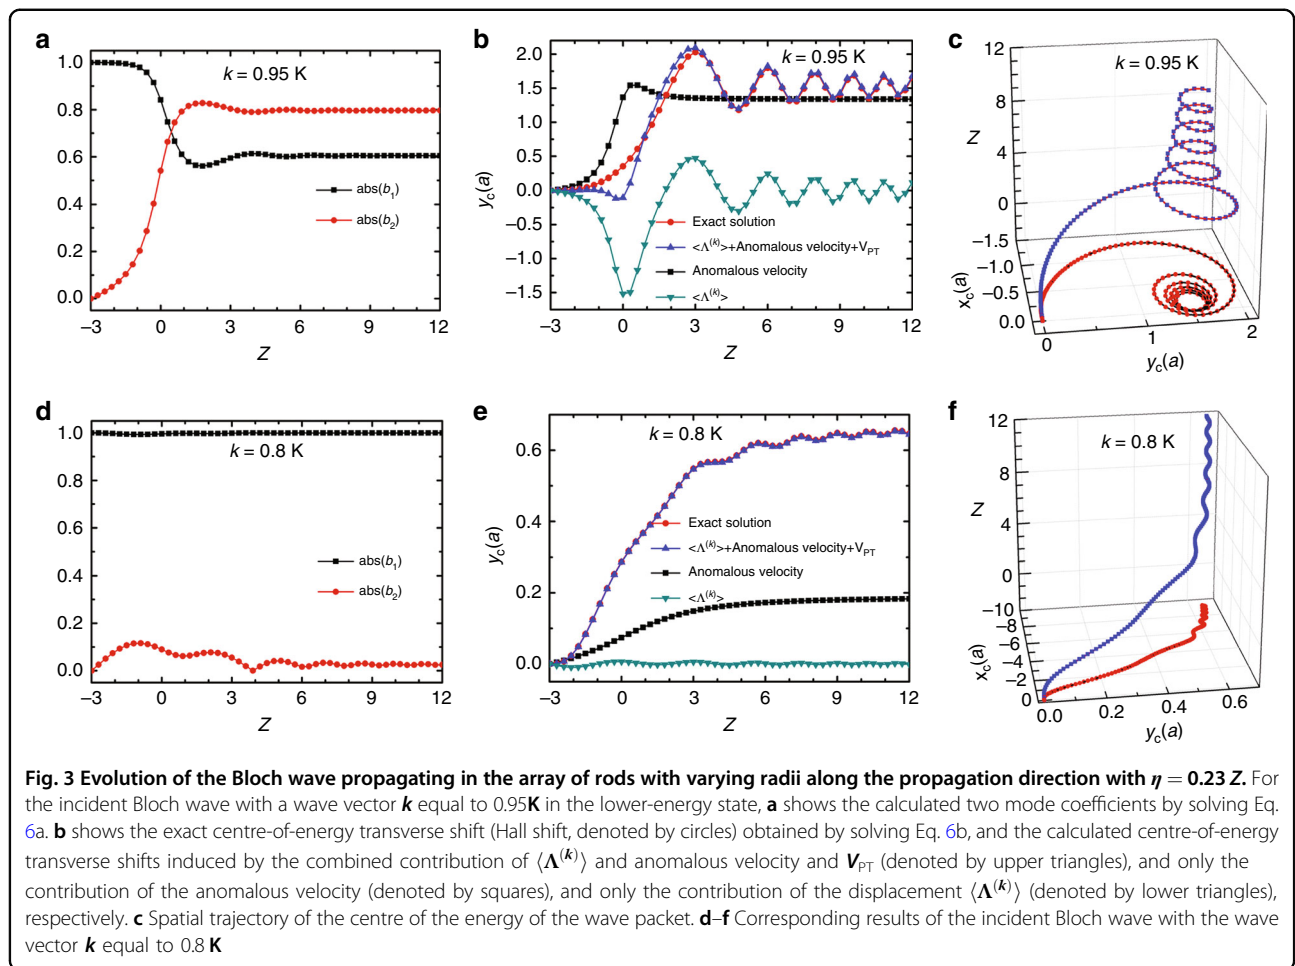 a
1.0
0.8
0.6
0.4
0.2
0.0
k = 0.95 K
abs(b1)
abs(b2)
−3 0 3 6 9 12
Z
b
2.0
1.5
1.0
0.5
0.0
−0.5
−1.0
−1.5
yc(a)
k = 0.95 K
Exact solution
<Λ(k)>+Anomalous velocity+VPT
Anomalous velocity
<Λ(k)>
−3 0 3 6 9 12
Z
c
12
8
4
0
Z
k = 0.95 K
−1.5
−1.0
−0.5
0.0
xc(a)
0 1 2
yc(a)
d
1.0
0.8
0.6
0.4
0.2
0.0
k = 0.8 K
abs(b1)
abs(b2)
−3 0 3 6 9 12
Z
e
0.6
0.4
0.2
0.0
yc(a)
k = 0.8 K
Exact solution
<Λ(k)>+Anomalous velocity+VPT
Anomalous velocity
<Λ(k)>
−3 0 3 6 9 12
Z
f
12
8
4
0
Z
k = 0.8 K
−10
−8
−6
−4
−2
0
xc(a)
0.0 0.2 0.4 0.6
yc(a)
Fig. 3 Evolution of the Bloch wave propagating in the array of rods with varying radii along the propagation direction with η = 0.23 Z. For
the incident Bloch wave with a wave vector k equal to 0.95K in the lower-energy state, a shows the calculated two mode coefficients by solving Eq.
6a. b shows the exact centre-of-energy transverse shift (Hall shift, denoted by circles) obtained by solving Eq. 6b, and the calculated centre-of-energy
transverse shifts induced by the combined contribution of ⟨Λ(k)⟩ and anomalous velocity and VPT (denoted by upper triangles), and only the
contribution of the anomalous velocity (denoted by squares), and only the contribution of the displacement ⟨Λ(k)⟩ (denoted by lower triangles),
respectively. c Spatial trajectory of the centre of the energy of the wave packet. d–f Corresponding results of the incident Bloch wave with the wave
vector k equal to 0.8 K